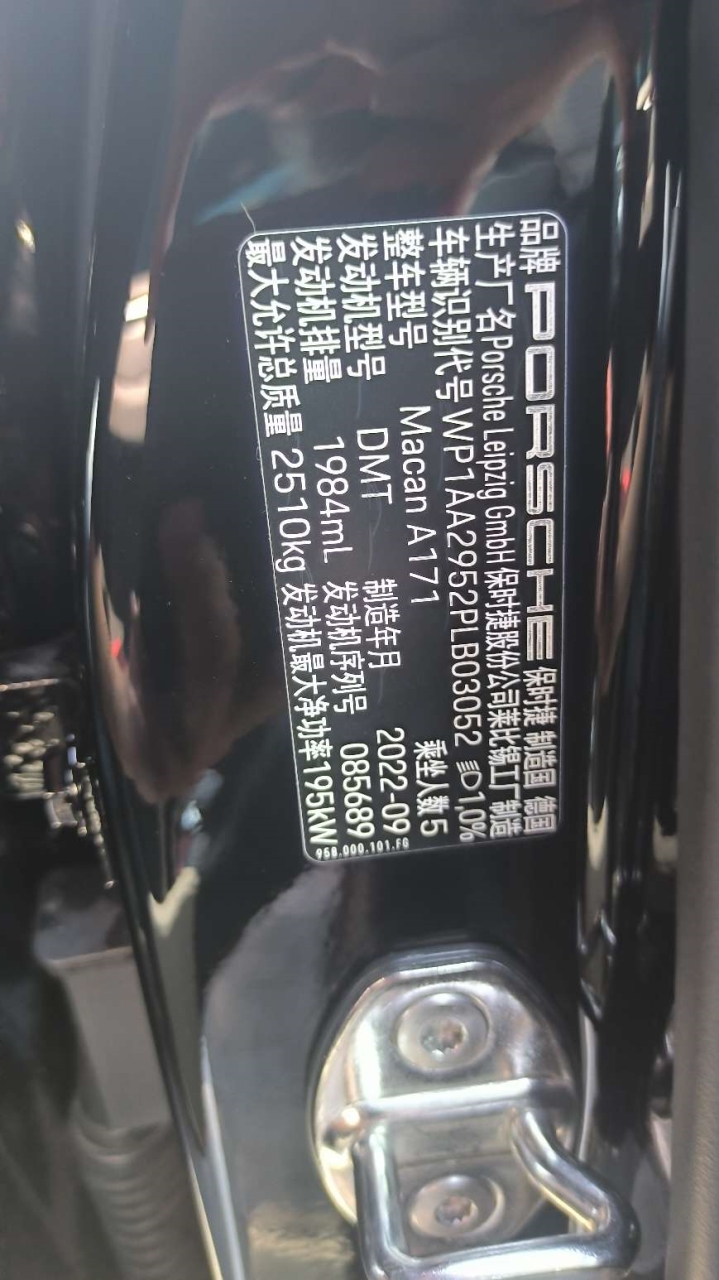 品牌 PORSCHE 保时捷 制造国 德国
生产厂名Porsche Leipzig GmbH 保时捷股份公司莱比锡工厂制造
车辆识别代号 WP1AA2952PLB03052 1,0%
整车型号 Macan A171 乘坐人数 5
发动机型号 DMT 制造年月 2022-09
发动机排量 1984mL 发动机序列号 085689
最大允许总质量 2510kg 发动机最大净功率195kW
958.000.101.FG